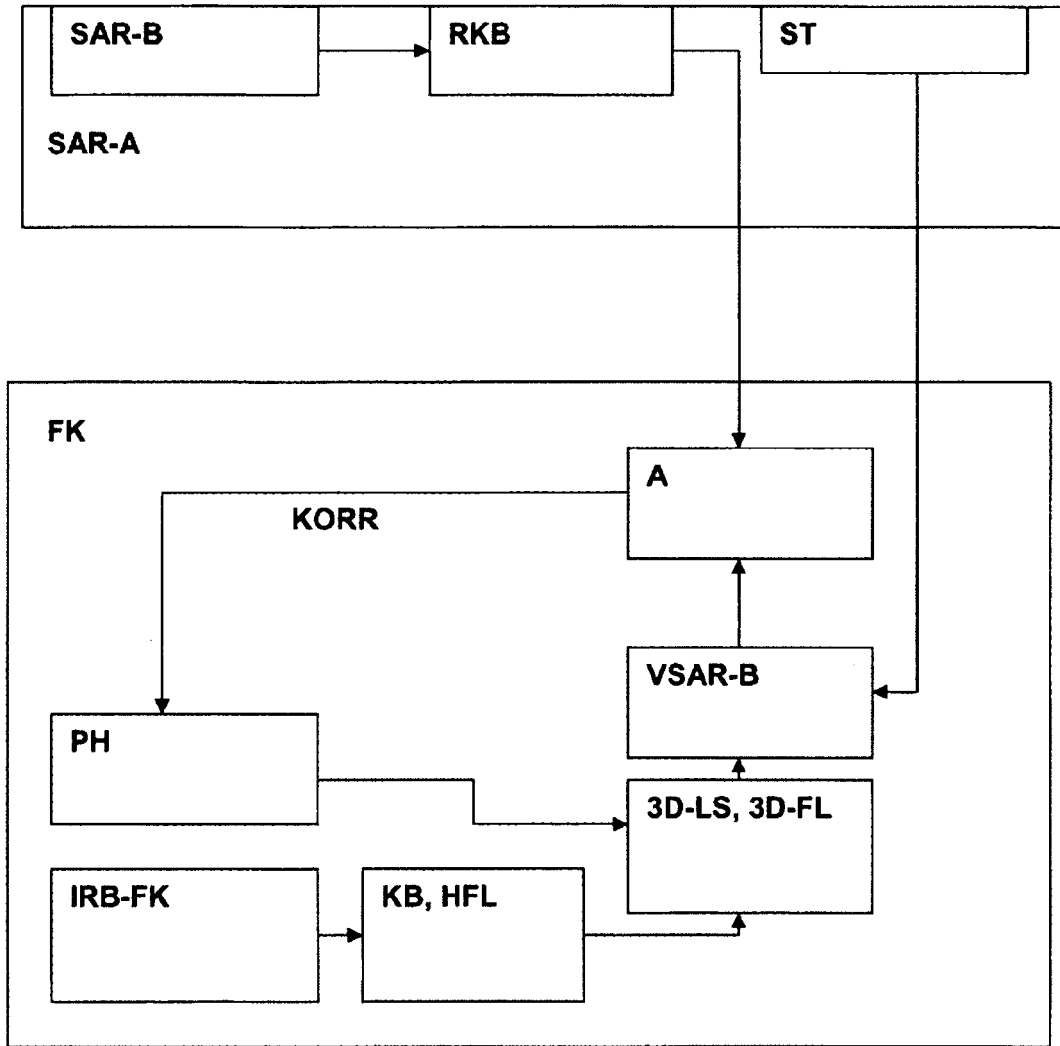 SAR-B
RKB
ST
SAR-A
FK
A
KORR
VSAR-B
PH
3D-LS, 3D-FL
IRB-FK
KB, HFL